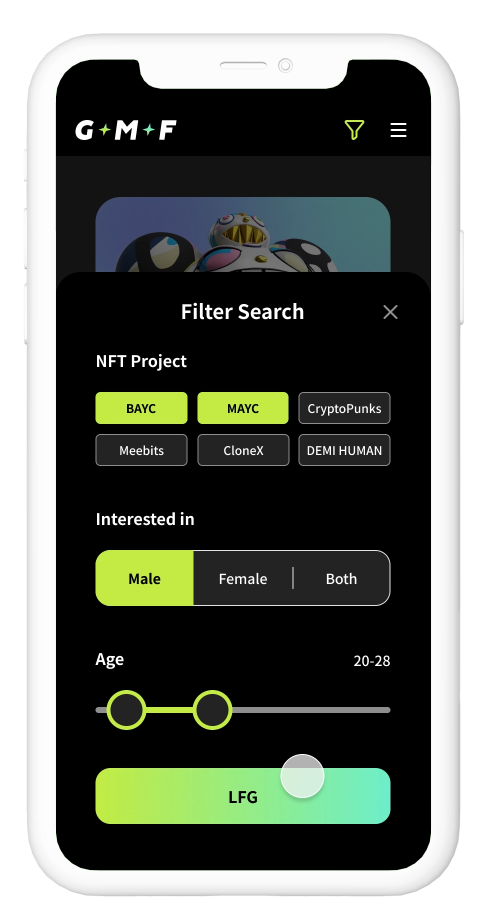 G✦M✦F
Filter Search
NFT Project
BAYC MAYC CryptoPunks
Meebits CloneX DEMI HUMAN
Interested in
Male Female Both
Age 20-28
LFG